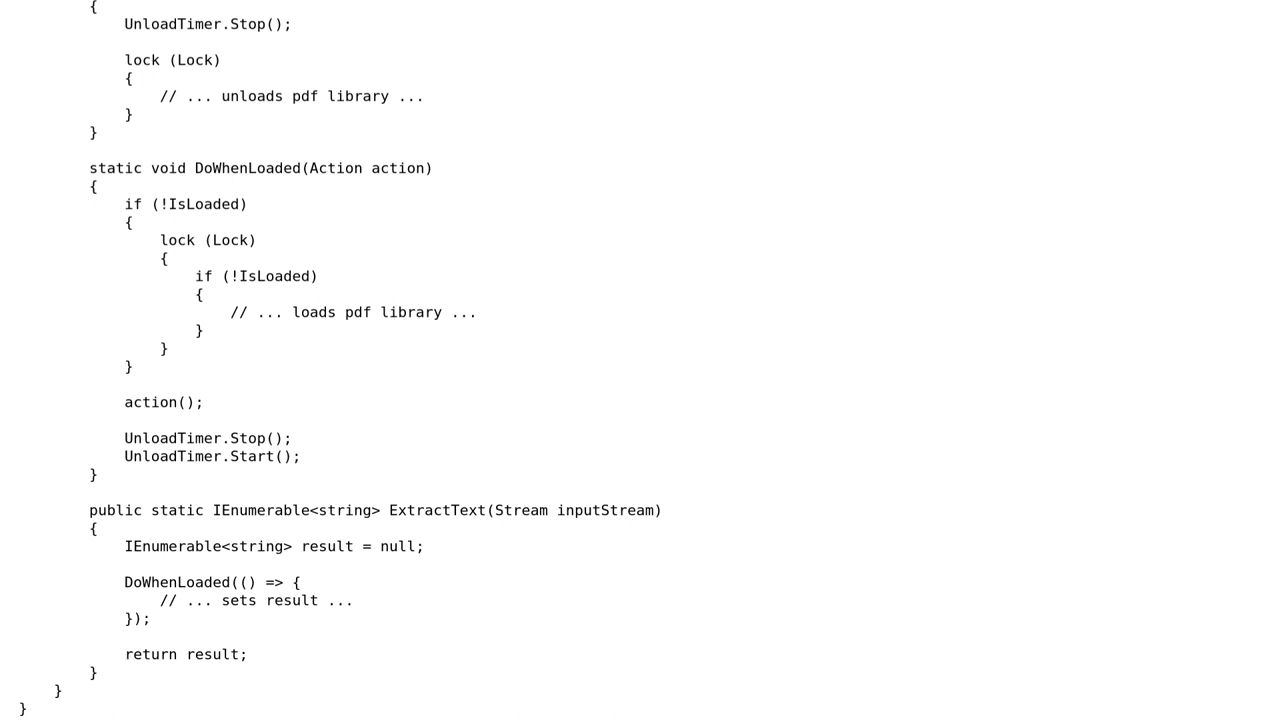 {
UnloadTimer.Stop();
lock (Lock)
{
// ... unloads pdf library ...
}
}
static void DoWhenLoaded(Action action)
{
if (!IsLoaded)
{
lock (Lock)
{
if (!IsLoaded)
{
// ... loads pdf library ...
}
}
}
action();
UnloadTimer.Stop();
UnloadTimer.Start();
}
public static IEnumerable<string> ExtractText(Stream inputStream)
{
IEnumerable<string> result = null;
DoWhenLoaded(() => {
// ... sets result ...
});
return result;
}
}
}